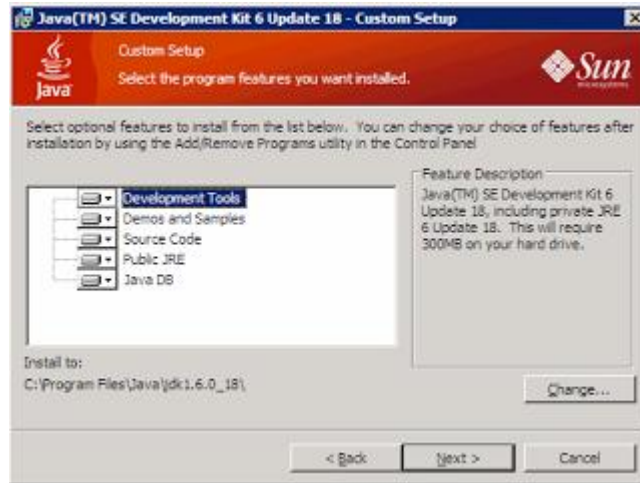 Java(TM) SE Development Kit 6 Update 18 - Custom Setup
Java
Custom Setup
Select the program features you want installed.
Sun
microsystems
Select optional features to install from the list below. You can change your choice of features after
installation by using the Add/Remove Programs utility in the Control Panel
Development Tools
Demos and Samples
Source Code
Public JRE
Java DB
Feature Description
Java(TM) SE Development Kit 6
Update 18, including private JRE
6 Update 18. This will require
300MB on your hard drive.
Install to:
C:\Program Files\Java\jdk1.6.0_18\
Change...
< Back
Next >
Cancel